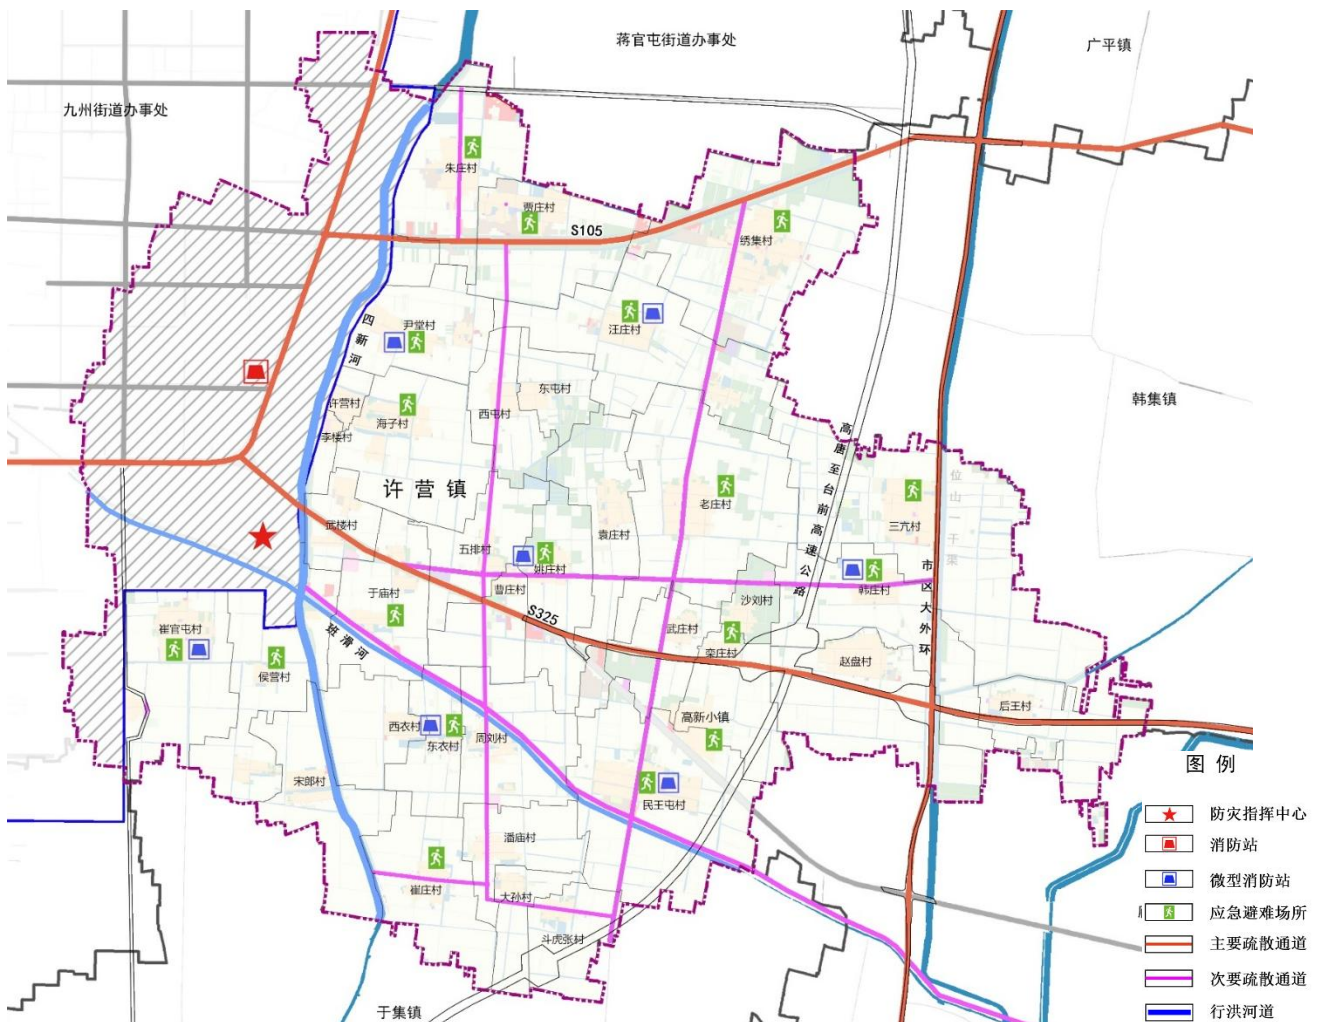 蒋官屯街道办事处
广平镇
九州街道办事处
朱庄村
贾庄村
S105
绣集村
四新河
尹堂村
汪庄村
许营村
海子村
李楼村
西屯村
东屯村
韩集镇
高唐至台前高速公路
许营镇
老庄村
位山一干渠
三亢村
武楼村
袁庄村
五排村
姚庄村
曹庄村
韩庄村
市区大外环
于庙村
沙刘村
S325
崔官屯村
班滑河
武庄村
栾庄村
赵盘村
侯营村
后王村
西农村
东农村
周刘村
高新小镇
宋郎村
民王屯村
潘庙村
崔庄村
大孙村
斗虎张村
于集镇
图例
防灾指挥中心
消防站
微型消防站
应急避难场所
主要疏散通道
次要疏散通道
行洪河道